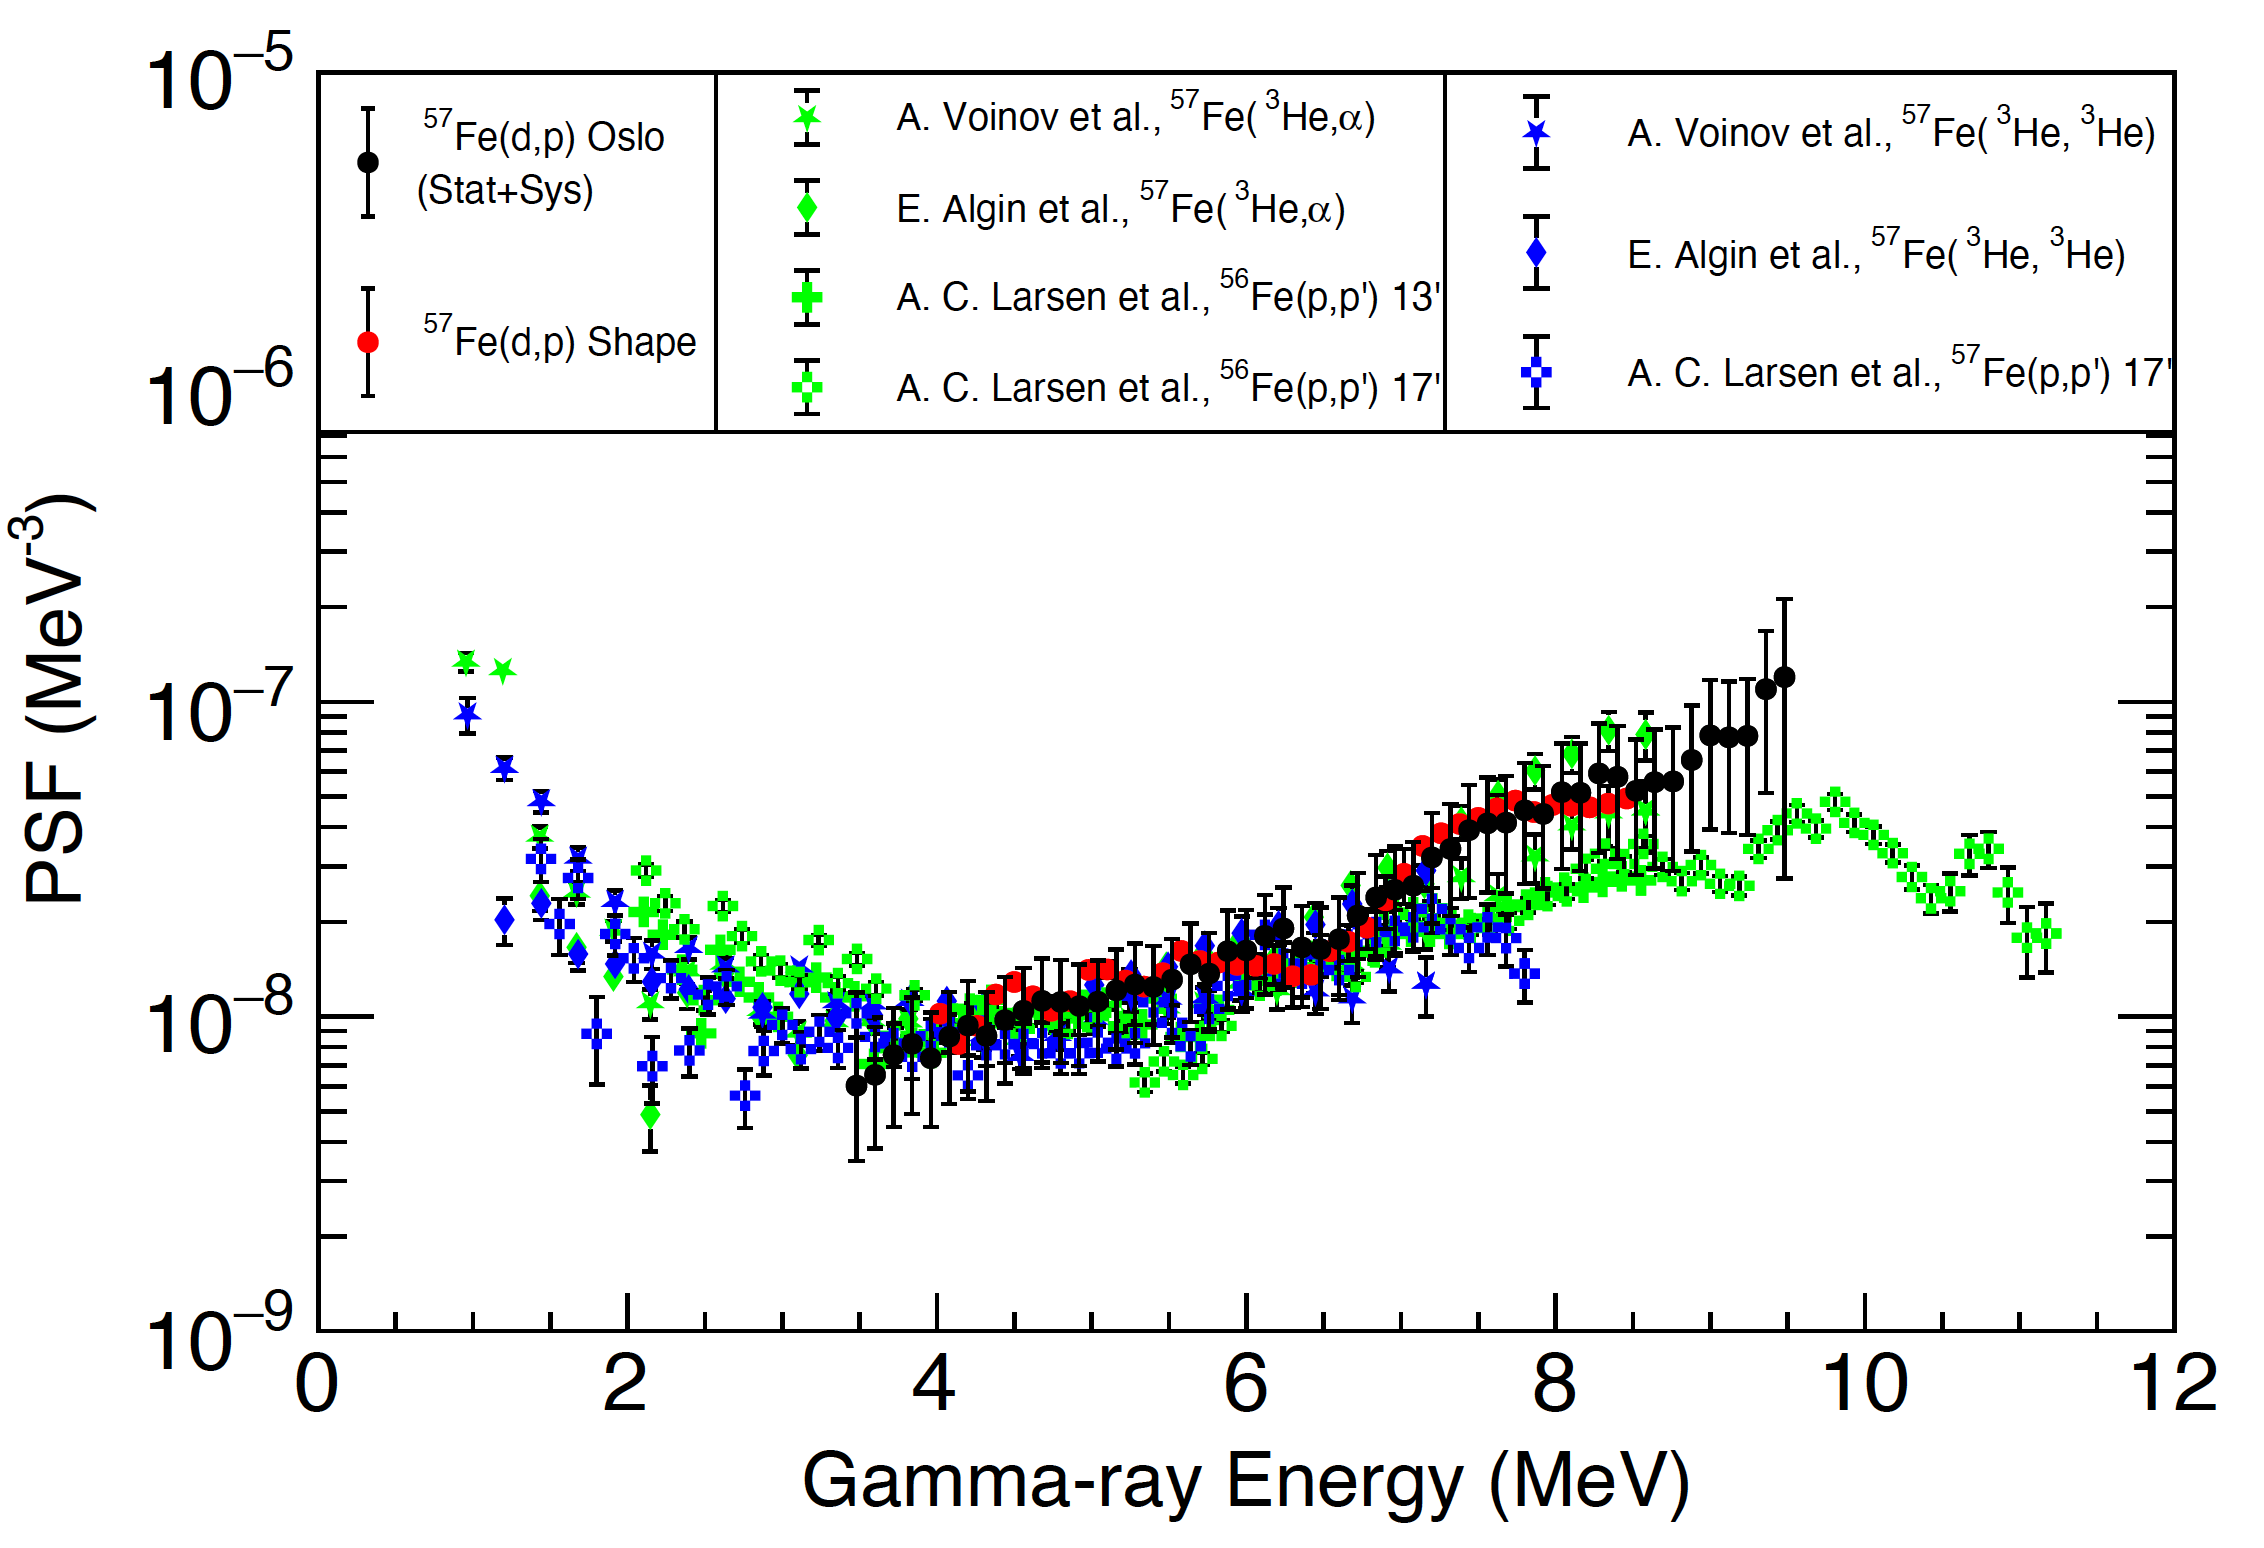 10⁻⁵
10⁻⁶
10⁻⁷
10⁻⁸
10⁻⁹
PSF (MeV⁻³)
⁵⁷Fe(d,p) Oslo
(Stat+Sys)
⁵⁷Fe(d,p) Shape
A. Voinov et al., ⁵⁷Fe(³He,α)
E. Algin et al., ⁵⁷Fe(³He,α)
A. C. Larsen et al., ⁵⁶Fe(p,p') 13'
A. C. Larsen et al., ⁵⁶Fe(p,p') 17'
A. Voinov et al., ⁵⁷Fe(³He, ³He)
E. Algin et al., ⁵⁷Fe(³He, ³He)
A. C. Larsen et al., ⁵⁷Fe(p,p') 17'
0 2 4 6 8 10 12
Gamma-ray Energy (MeV)